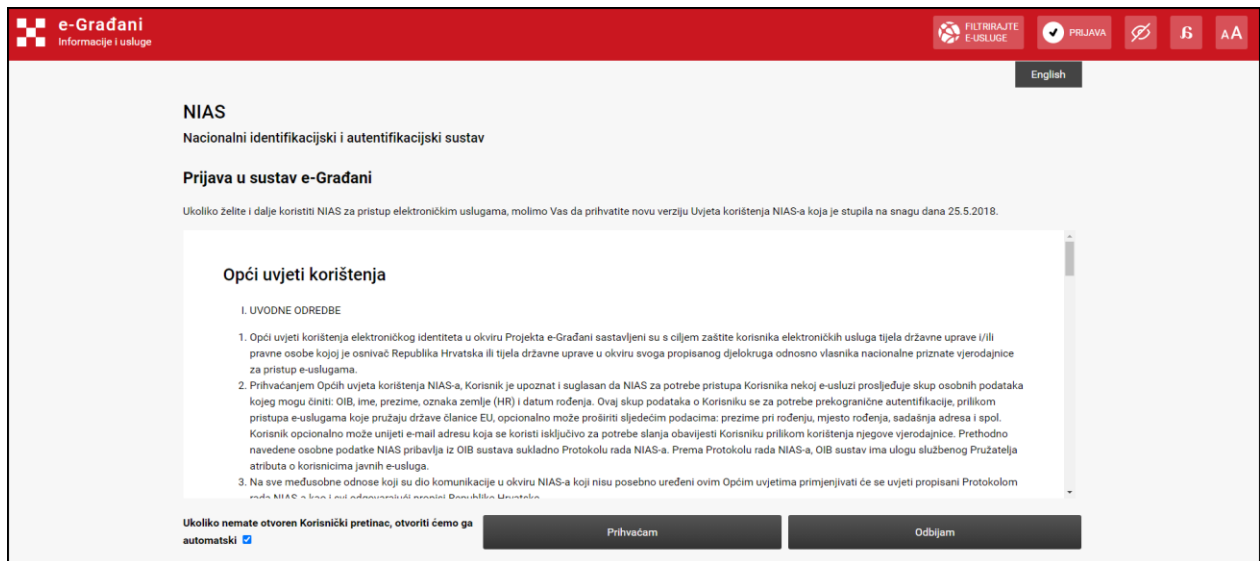 e-Građani
Informacije i usluge
FILTRIRAJTE
E-USLUGE
PRIJAVA
AA
English
NIAS
Nacionalni identifikacijski i autentifikacijski sustav
Prijava u sustav e-Građani
Ukoliko želite i dalje koristiti NIAS za pristup elektroničkim uslugama, molimo Vas da prihvatite novu verziju Uvjeta korištenja NIAS-a koja je stupila na snagu dana 25.5.2018.
Opći uvjeti korištenja
I. UVODNE ODREDBE
1. Opći uvjeti korištenja elektroničkog identiteta u okviru Projekta e-Građani sastavljeni su s ciljem zaštite korisnika elektroničkih usluga tijela državne uprave i/ili
pravne osobe kojoj je osnivač Republika Hrvatska ili tijela državne uprave u okviru svoga propisanog djelokruga odnosno vlasnika nacionalne priznate vjerodajnice
za pristup e-uslugama.
2. Prihvaćanjem Općih uvjeta korištenja NIAS-a, Korisnik je upoznat i suglasan da NIAS za potrebe pristupa Korisnika nekoj e-usluzi prosljeđuje skup osobnih podataka
kojeg mogu činiti: OIB, ime, prezime, oznaka zemlje (HR) i datum rođenja. Ovaj skup podataka o Korisniku se za potrebe prekogranične autentifikacije, prilikom
pristupa e-uslugama koje pružaju države članice EU, opcionalno može proširiti sljedećim podacima: prezime pri rođenju, mjesto rođenja, sadašnja adresa i spol.
Korisnik opcionalno može unijeti e-mail adresu koja se koristi isključivo za potrebe slanja obavijesti Korisniku prilikom korištenja njegove vjerodajnice. Prethodno
navedene osobne podatke NIAS pribavlja iz OIB sustava sukladno Protokolu rada NIAS-a. Prema Protokolu rada NIAS-a, OIB sustav ima ulogu službenog Pružatelja
atributa o korisnicima javnih e-usluga.
3. Na sve međusobne odnose koji su dio komunikacije u okviru NIAS-a koji nisu posebno uređeni ovim Općim uvjetima primjenjivati će se uvjeti propisani Protokolom
rada NIAS-a kao i svi odgovarajući propisi Republike Hrvatske
Ukoliko nemate otvoren Korisnički pretinac, otvoriti ćemo ga
automatski
Prihvaćam
Odbijam